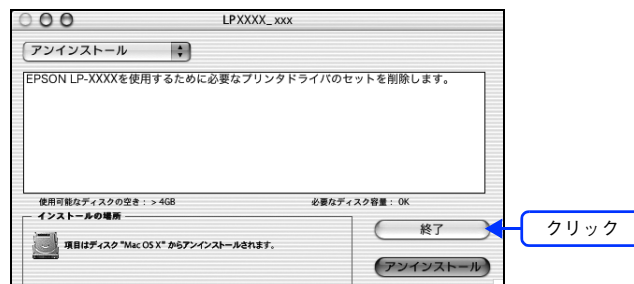 LPXXXX_xxx
アンインストール
EPSON LP-XXXXを使用するために必要なプリンタドライバのセットを削除します。
使用可能なディスクの空き： > 4GB 必要なディスク容量： OK
インストールの場所
項目はディスク "Mac OS X" からアンインストールされます。
終了
クリック
アンインストール